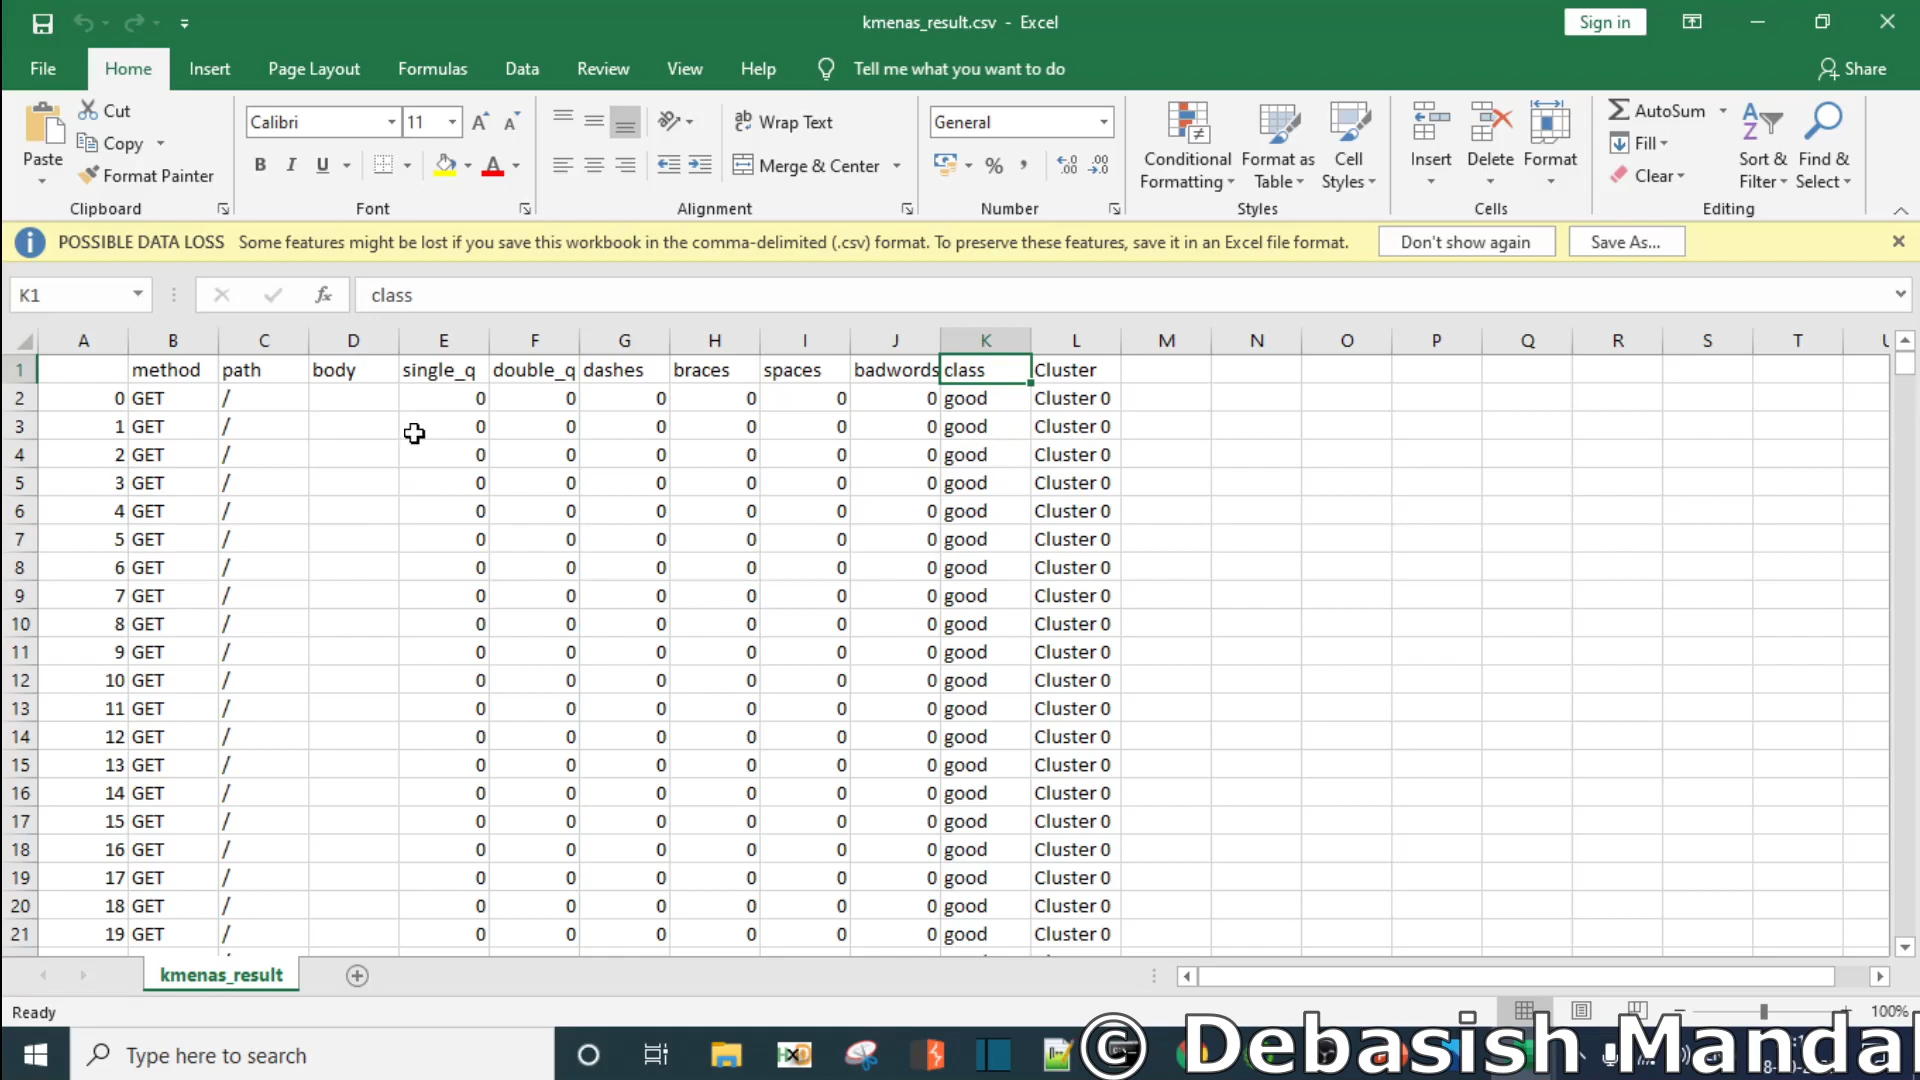 kmenas_result.csv - Excel
Sign in
File Home Insert Page Layout Formulas Data Review View Help Tell me what you want to do Share
Paste Cut Copy Format Painter Clipboard
Calibri 11 B I U Font
Wrap Text Merge & Center Alignment
General % Number
Conditional Formatting Format as Table Cell Styles Styles
Insert Delete Format Cells
AutoSum Fill Clear Sort & Filter Find & Select Editing
POSSIBLE DATA LOSS Some features might be lost if you save this workbook in the comma-delimited (.csv) format. To preserve these features, save it in an Excel file format. Don't show again Save As...
K1 fx class
A B C D E F G H I J K L M N O P Q R S T
1 method path body single_q double_q dashes braces spaces badwords class Cluster
2 0 GET / 0 0 0 0 0 0 good Cluster 0
3 1 GET / 0 0 0 0 0 0 good Cluster 0
4 2 GET / 0 0 0 0 0 0 good Cluster 0
5 3 GET / 0 0 0 0 0 0 good Cluster 0
6 4 GET / 0 0 0 0 0 0 good Cluster 0
7 5 GET / 0 0 0 0 0 0 good Cluster 0
8 6 GET / 0 0 0 0 0 0 good Cluster 0
9 7 GET / 0 0 0 0 0 0 good Cluster 0
10 8 GET / 0 0 0 0 0 0 good Cluster 0
11 9 GET / 0 0 0 0 0 0 good Cluster 0
12 10 GET / 0 0 0 0 0 0 good Cluster 0
13 11 GET / 0 0 0 0 0 0 good Cluster 0
14 12 GET / 0 0 0 0 0 0 good Cluster 0
15 13 GET / 0 0 0 0 0 0 good Cluster 0
16 14 GET / 0 0 0 0 0 0 good Cluster 0
17 15 GET / 0 0 0 0 0 0 good Cluster 0
18 16 GET / 0 0 0 0 0 0 good Cluster 0
19 17 GET / 0 0 0 0 0 0 good Cluster 0
20 18 GET / 0 0 0 0 0 0 good Cluster 0
21 19 GET / 0 0 0 0 0 0 good Cluster 0
kmenas_result
Ready 100%
Type here to search
© Debasish Mandal